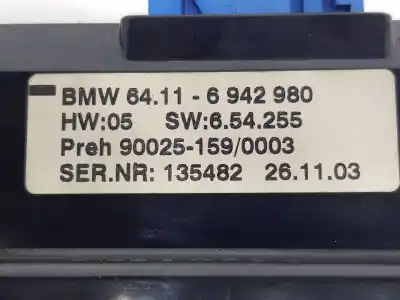 BMW 64.11 - 6 942 980
HW:05 SW:6.54.255
Preh 90025-159/0003
SER.NR: 135482 26.11.03